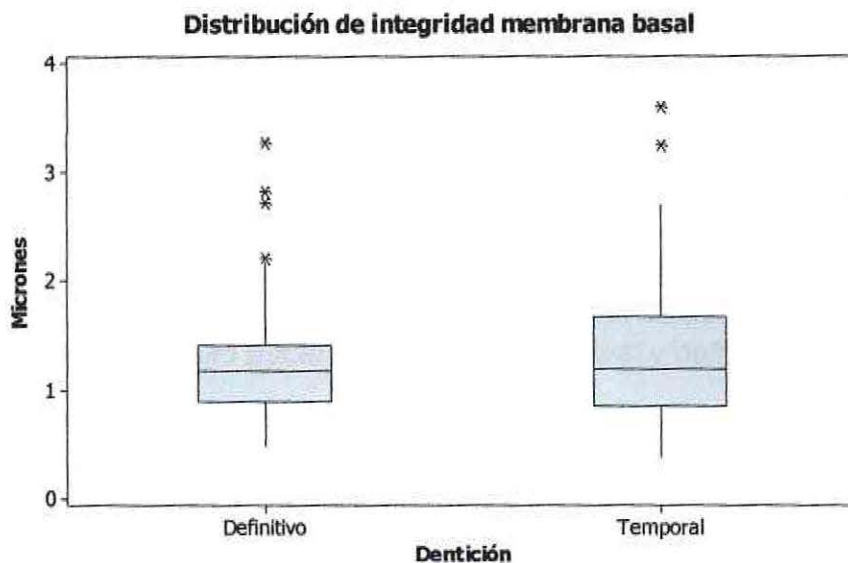 Distribución de integridad membrana basal
4
3
2
1
0
Micrones
Definitivo
Temporal
Dentición